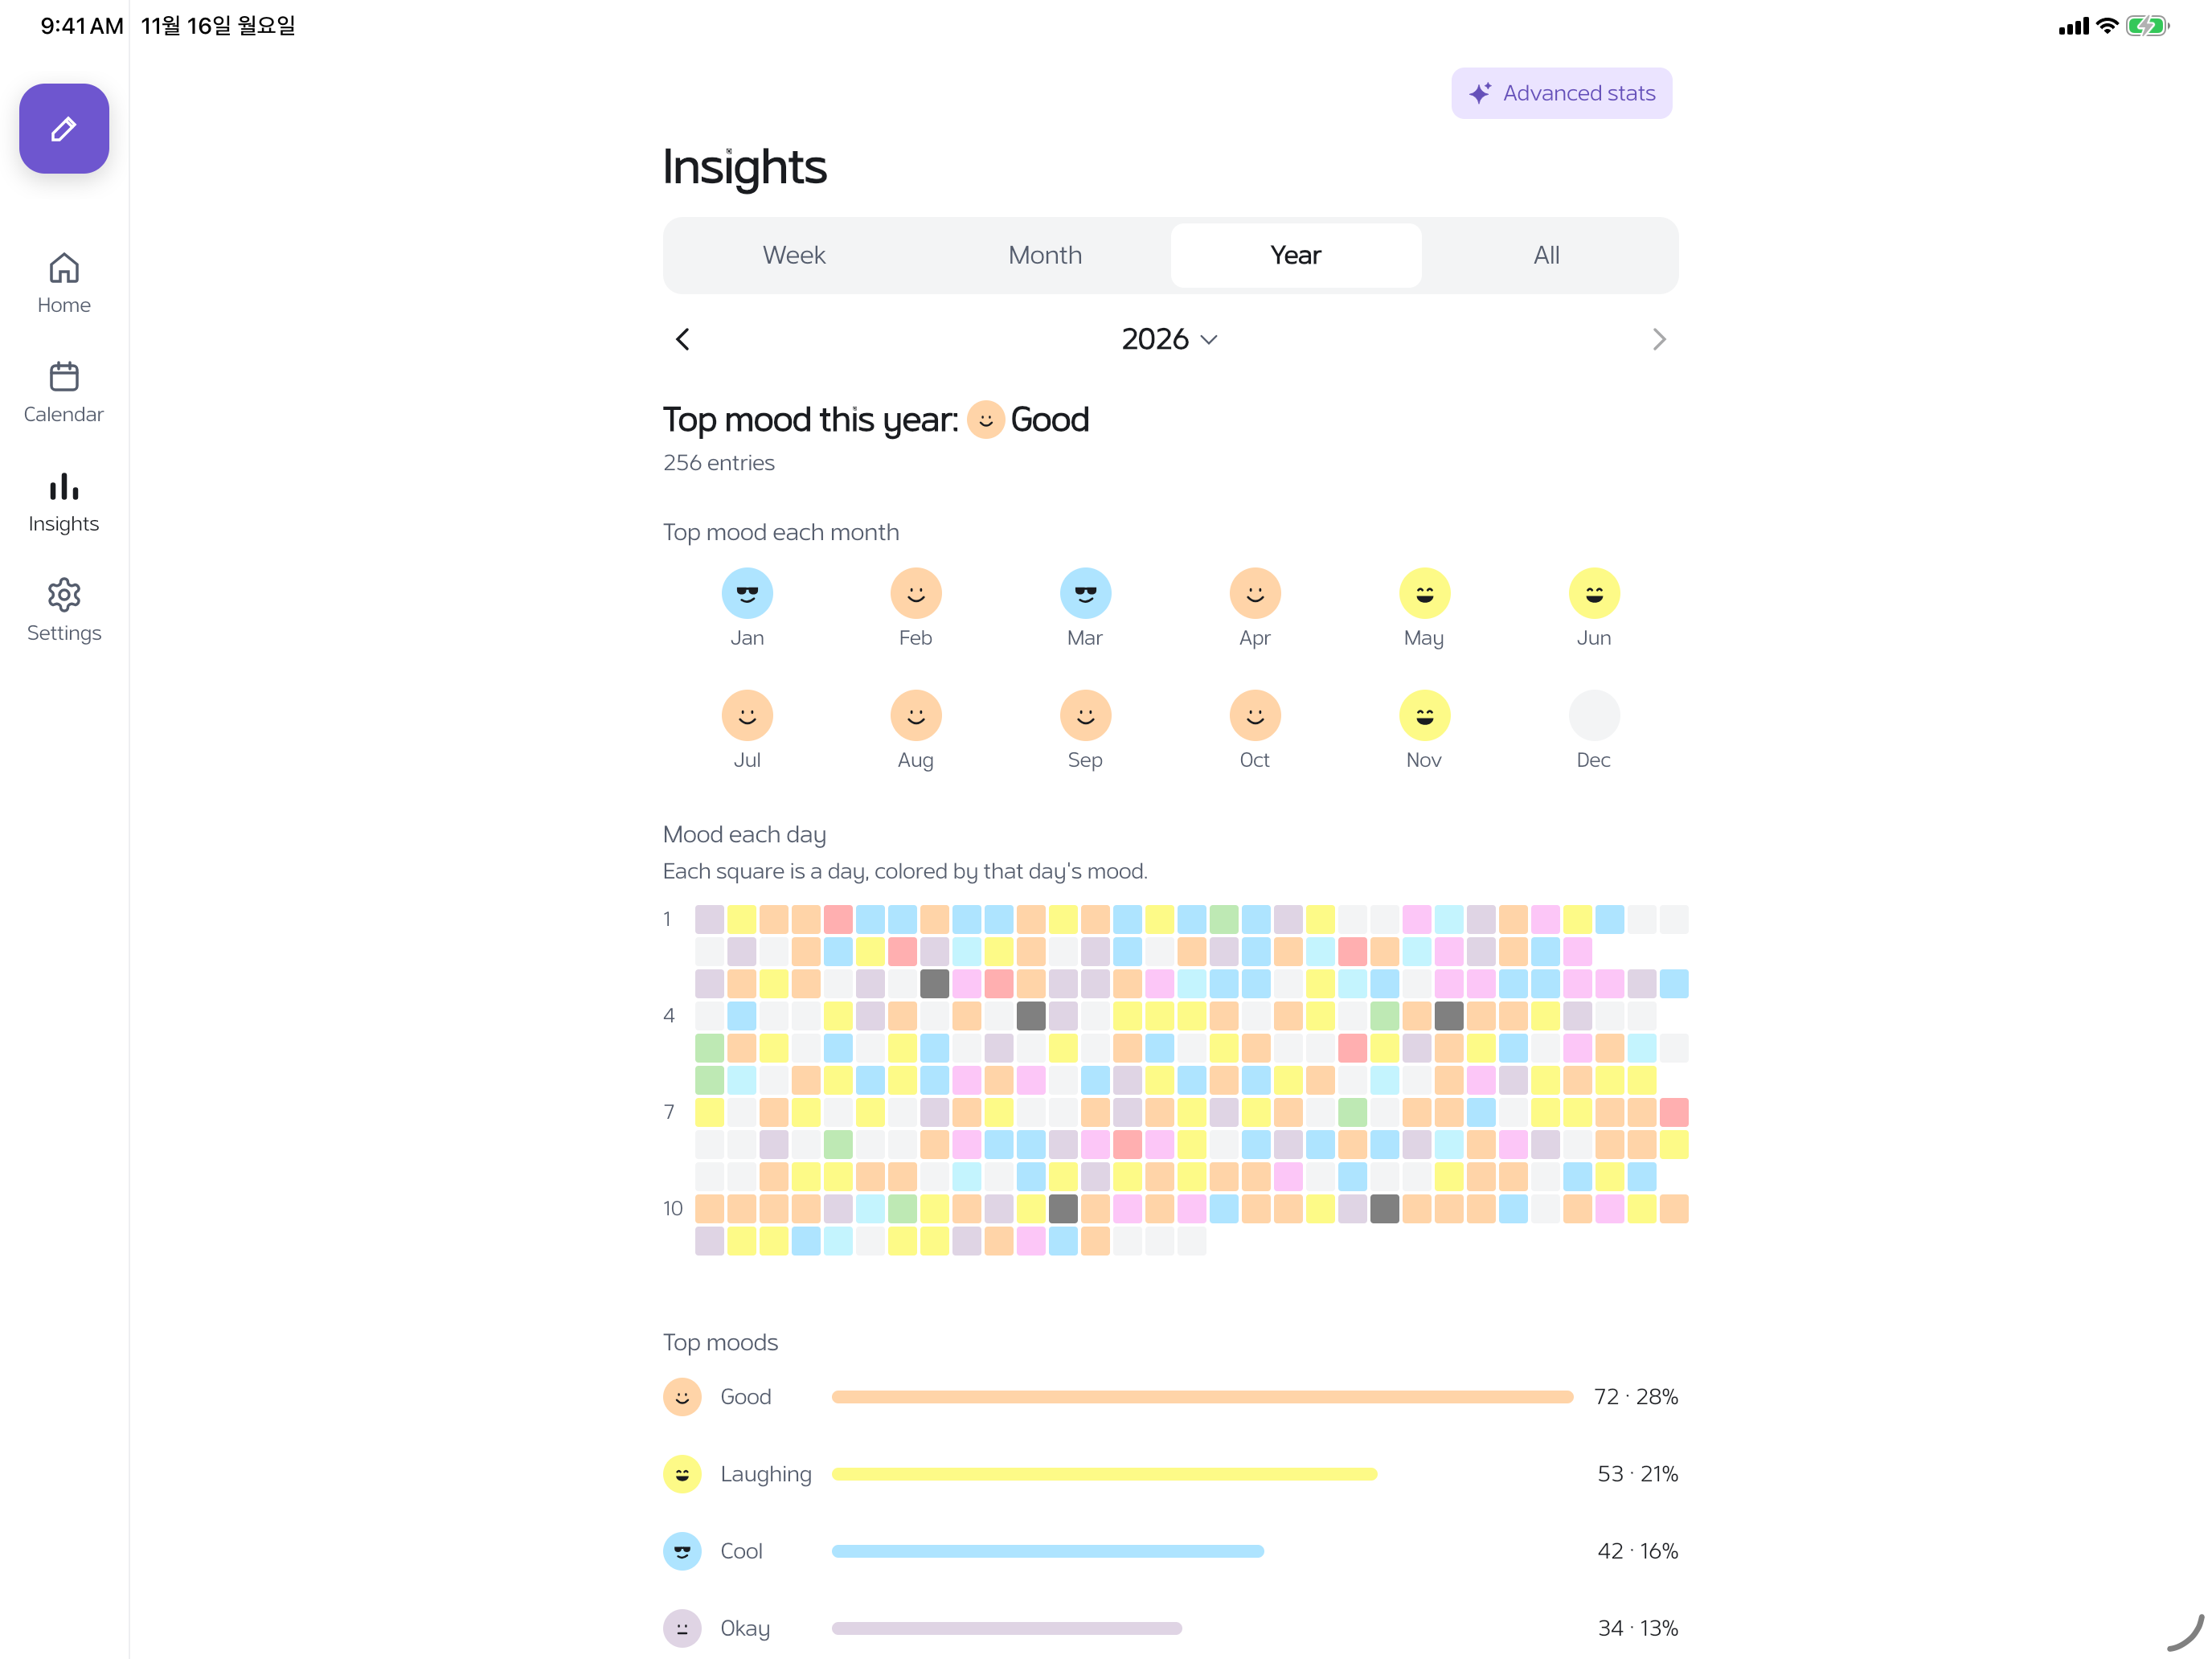 9:41 AM 11월 16일 월요일
Advanced stats
Insights
Week Month Year All
2026
Home
Calendar
Insights
Settings
Top mood this year: Good
256 entries
Top mood each month
Jan Feb Mar Apr May Jun
Jul Aug Sep Oct Nov Dec
Mood each day
Each square is a day, colored by that day's mood.
1
4
7
10
Top moods
Good 72 · 28%
Laughing 53 · 21%
Cool 42 · 16%
Okay 34 · 13%